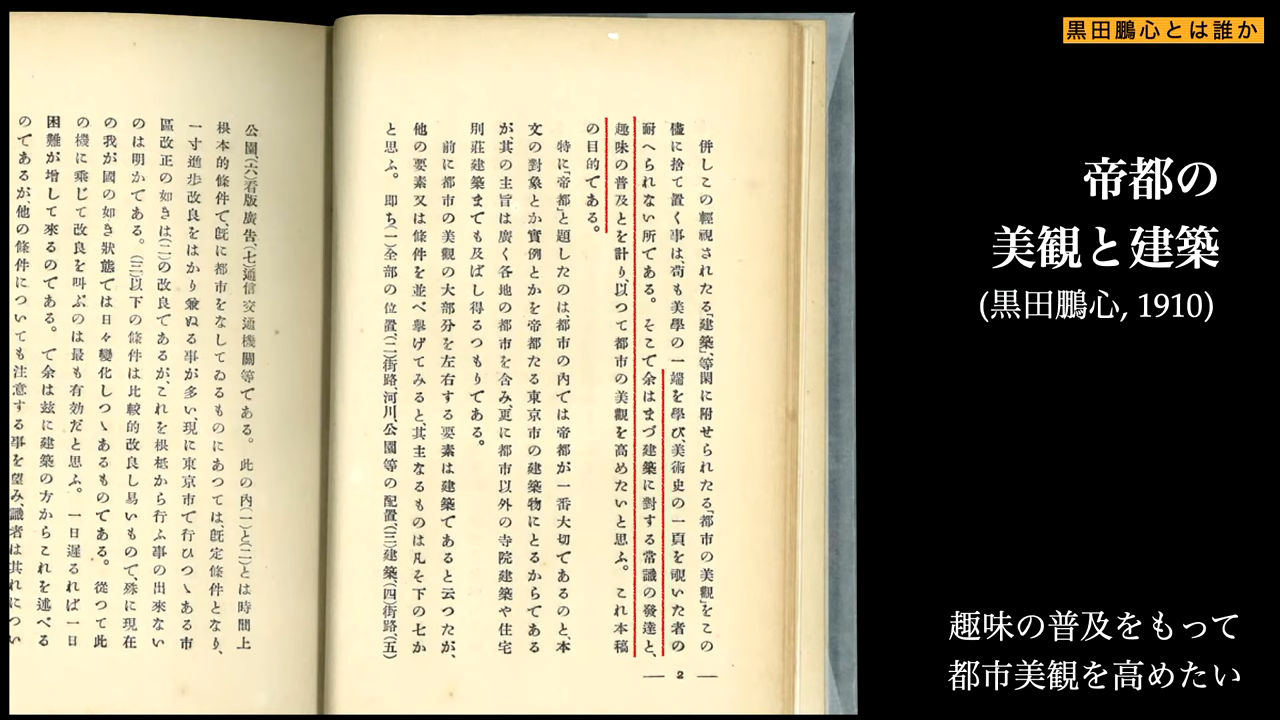 黒田鵬心とは誰か
帝都の
美観と建築
(黒田鵬心, 1910)
趣味の普及をもって
都市美観を高めたい
併しこの輕視されたる「建築」、等閑に附せられたる「都市の美觀」をこの
儘に捨て置く事は苟も美學の一端を學び、美術史の一頁を覗いた者の
耐へられない所である。 そこで余はまづ建築に對する常識の發達と、
趣味の普及とを計り以つて都市の美觀を高めたいと思ふ。 これ本稿
の目的である。
特に「帝都」と題したのは都市の内では帝都が一番大切であるのと、本
文の對象とか實例とかを帝都たる東京市の建築物にとるからてある
が、其の主旨は廣く各地の都市を含み、更に都市以外の寺院建築や住宅
別莊建築までも及ばし得るつもりである。
前に都市の美觀の大部分を左右する要素は建築であると云つたが、
他の要素又は條件を並べ擧げてみると、其主なるものは凡そ下の七か
と思ふ。 即ち(一)全部の位置、(二)街路、河川、公園等の配置、(三)建築、(四)街路、(五)
2
公園、(六)看版廣告、(七)通信交通機關等である。 此の内(一)と(二)とは時間上
根本的條件で、既に都市をなしてゐるものにあつては、既定條件となり、
一寸進步改良をはかり兼ぬる事が多い、現に東京市で行ひつゝある市
區改正の如きは(二)の改良であるが、これを根柢から行ふ事の出來ない
のは明かである。 (三)以下の條件は比較的改良し易いもので、殊に現在
の我が國の如き狀態では日々變化しつゝあるものである。 從つて此
の機に乘じて改良を叫ぶのは最も有効だと思ふ。 一日遲るれば一日
困難が增して來るのである。 で余は玆に建築の方からこれを述べる
のであるが、他の條件についても注意する事を望み、識者は其れについ